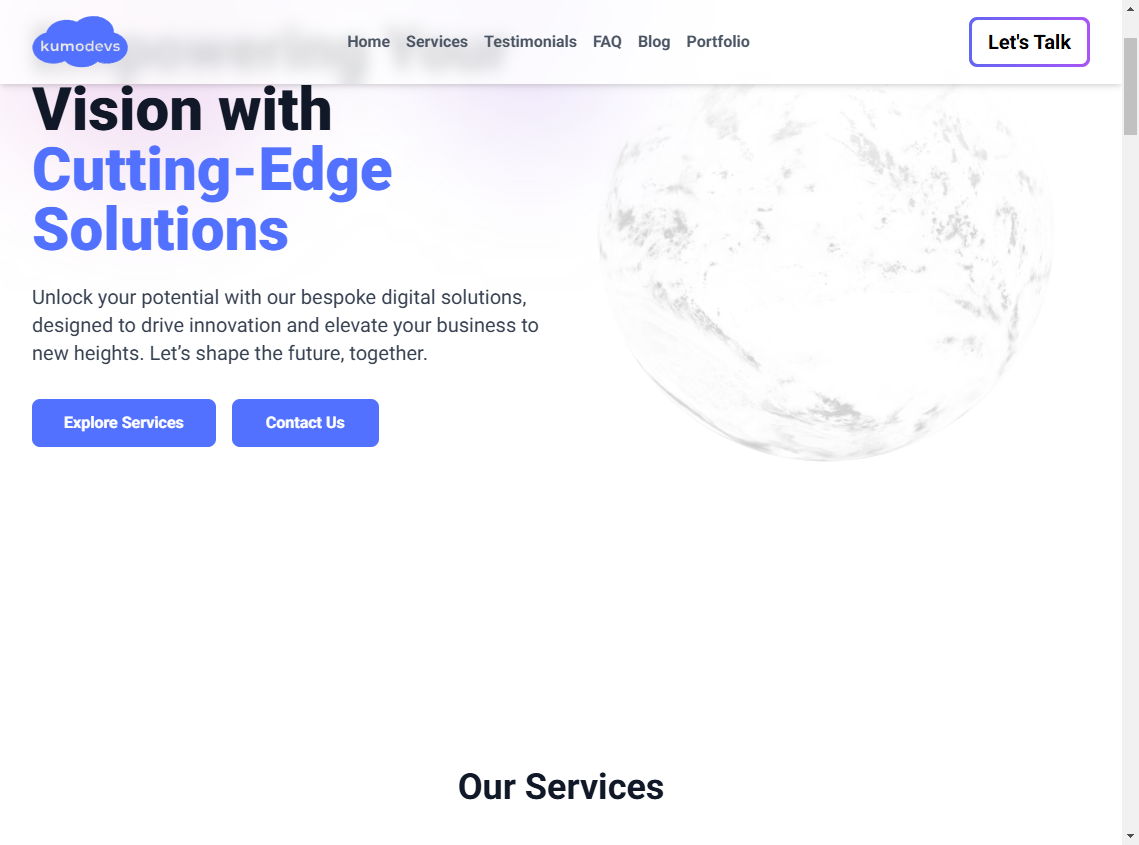 kumodevs
Home Services Testimonials FAQ Blog Portfolio
Let's Talk
Vision with
Cutting-Edge
Solutions
Unlock your potential with our bespoke digital solutions,
designed to drive innovation and elevate your business to
new heights. Let’s shape the future, together.
Explore Services
Contact Us
Our Services